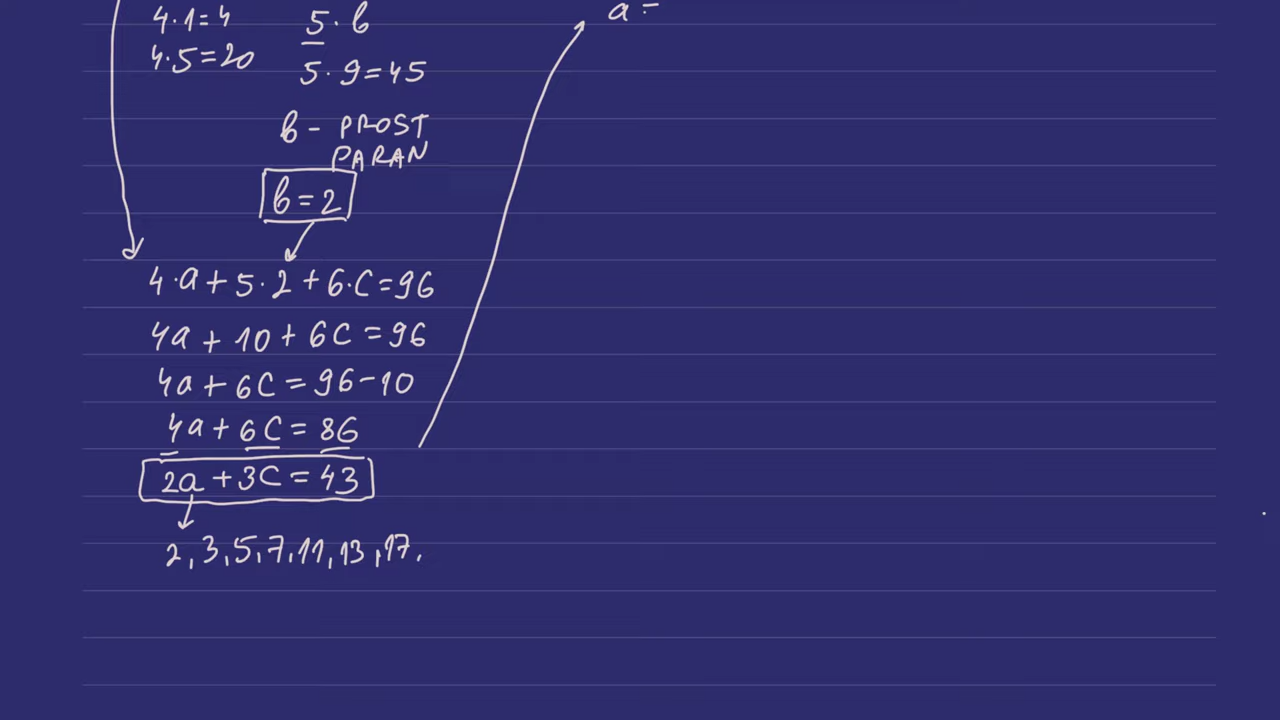 4·1=4
4·5=20
5·b
5·9=45
b - PROST
PARAN
b=2
4·a+5·2+6·C=96
4a+10+6C=96
4a+6C=96-10
4a+6C=86
2a+3C=43
2,3,5,7,11,13,17.
a =